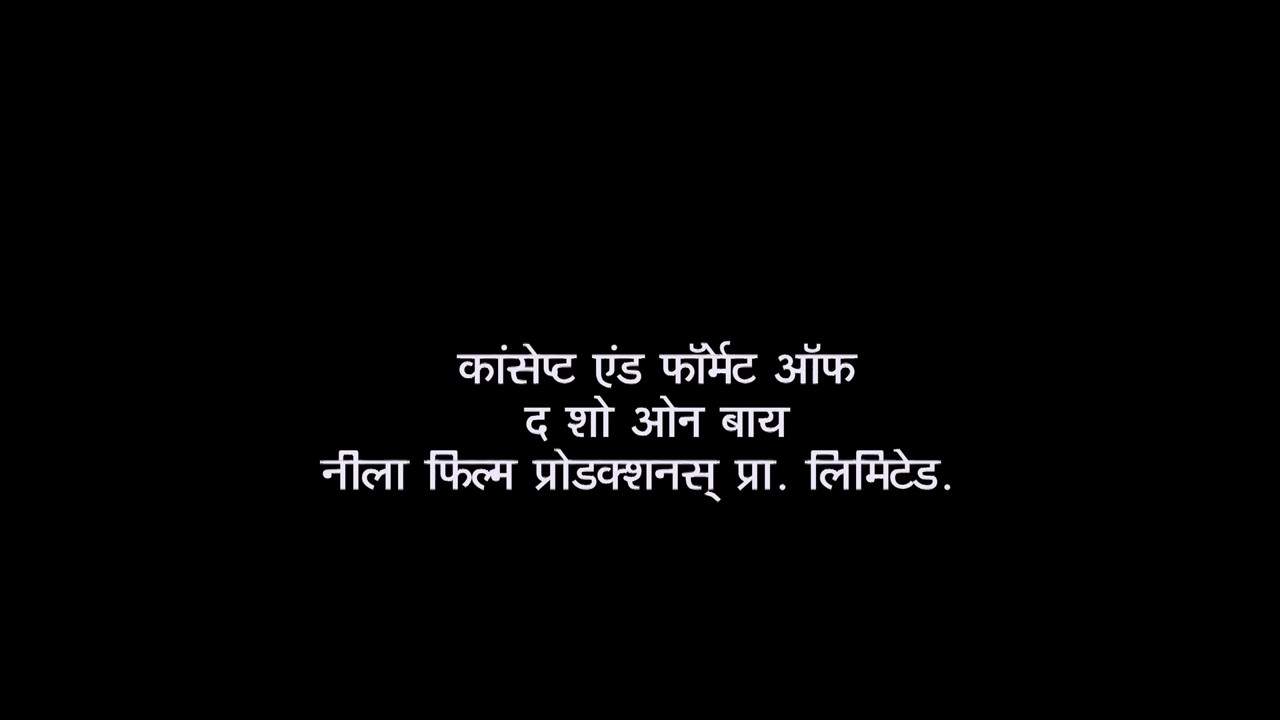 कांसेप्ट एंड फॉर्मेट ऑफ
द शो ओन बाय
नीला फिल्म प्रोडक्शनस् प्रा. लिमिटेड.